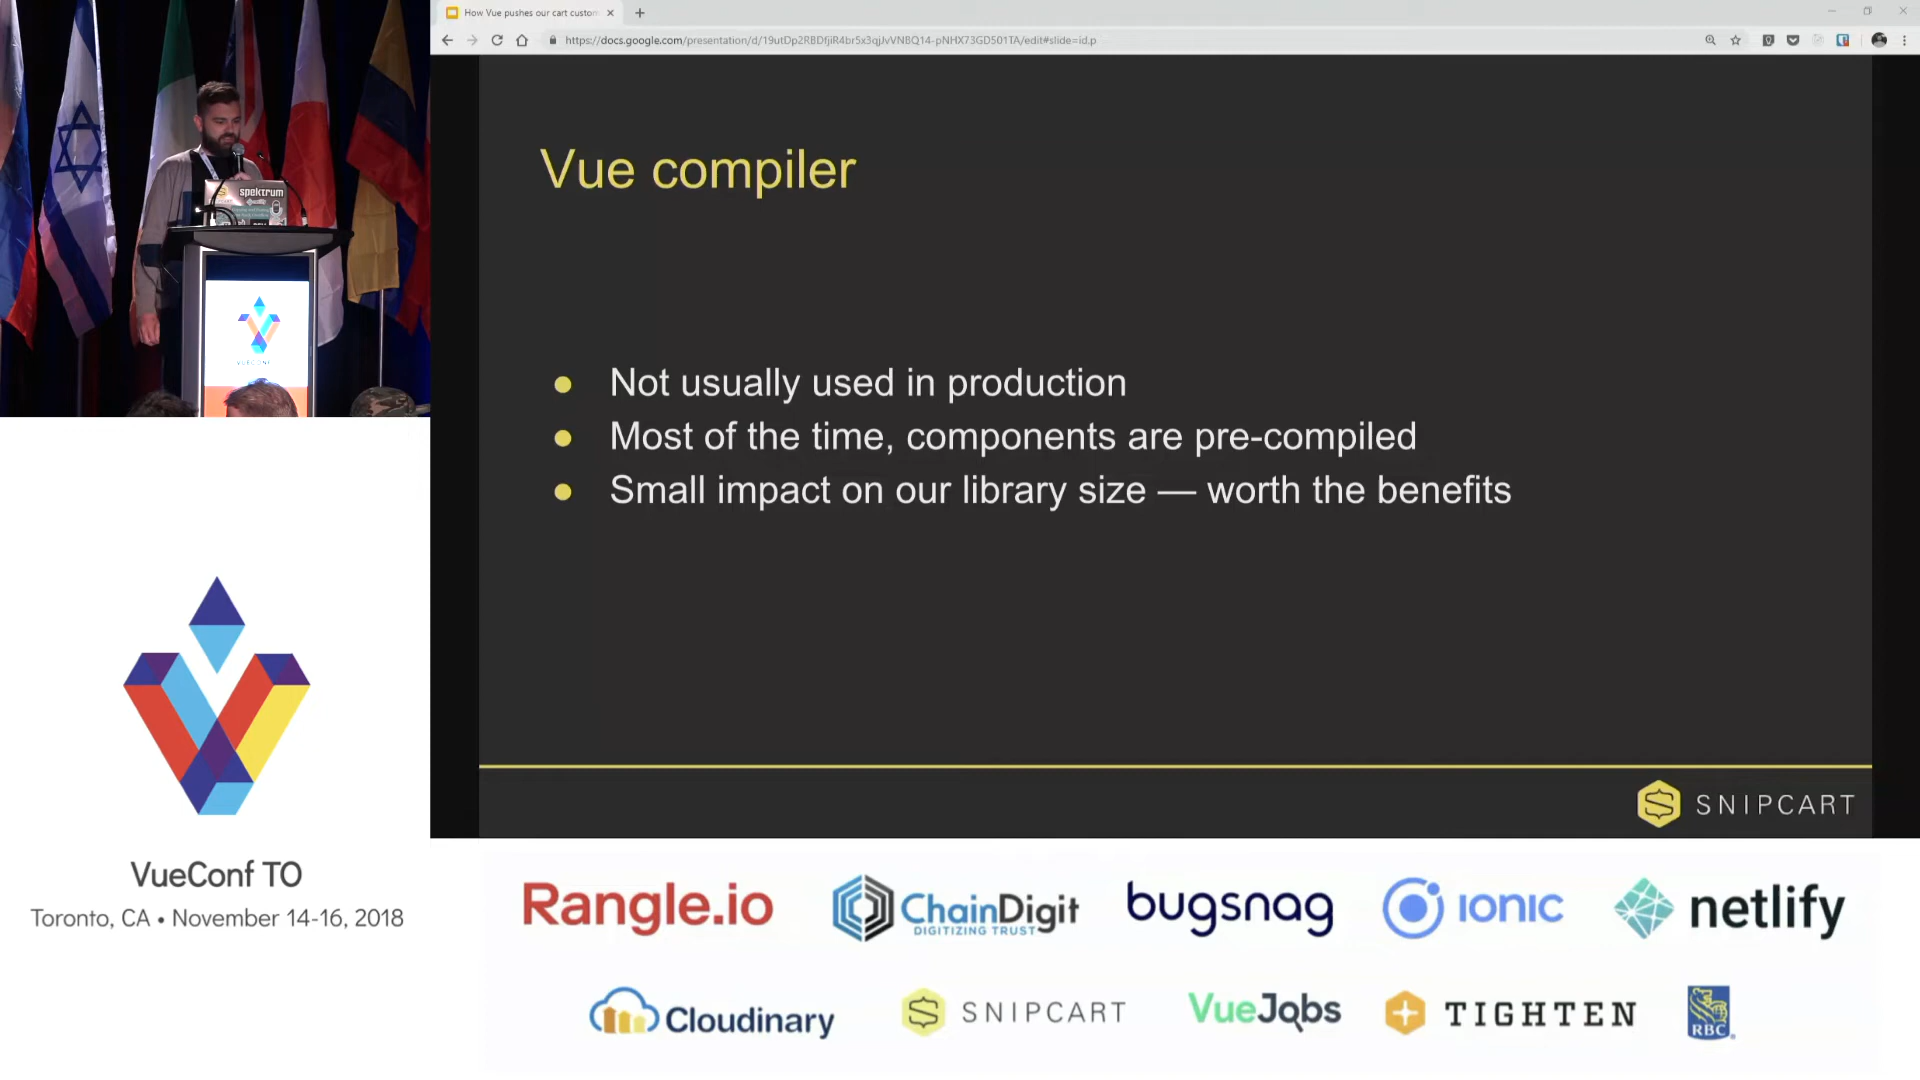 How Vue pushes our cart custom
https://docs.google.com/presentation/d/19utDp2RBDfjiR4br5x3qjJvVN8Q14-pNHX73GD501TA/edit#slide=id.p
spektrum
VUECONF
Vue compiler
● Not usually used in production
● Most of the time, components are pre-compiled
● Small impact on our library size — worth the benefits
SNIPCART
VueConf TO
Toronto, CA • November 14-16, 2018
Rangle.io
ChainDigit
DIGITIZING TRUST
bugsnag
ionic
netlify
Cloudinary
SNIPCART
VueJobs
TIGHTEN
RBC